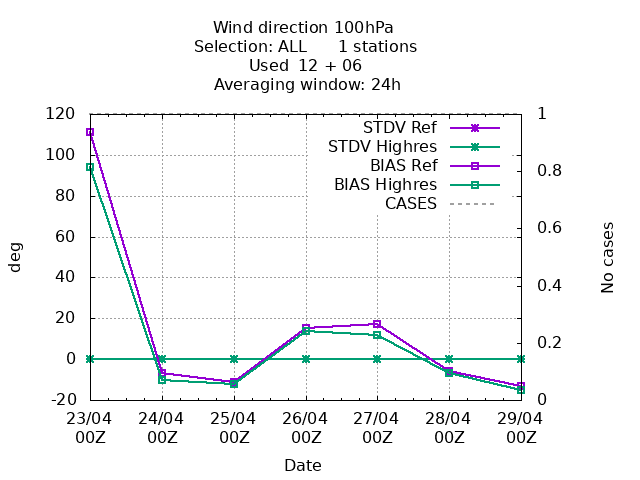 Wind direction 100hPa
Selection: ALL 1 stations
Used 12 + 06
Averaging window: 24h
STDV Ref
STDV Highres
BIAS Ref
BIAS Highres
CASES
deg
120
100
80
60
40
20
0
-20
1
0.8
0.6
0.4
0.2
0
No cases
23/04 24/04 25/04 26/04 27/04 28/04 29/04
00Z 00Z 00Z 00Z 00Z 00Z 00Z
Date